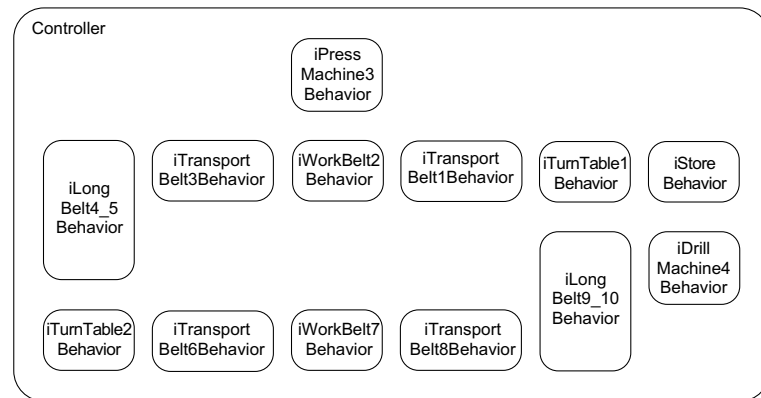 Controller
iPress
Machine3
Behavior
iLong
Belt4_5
Behavior
iTransport
Belt3Behavior
iWorkBelt2
Behavior
iTransport
Belt1Behavior
iTurnTable1
Behavior
iStore
Behavior
iLong
Belt9_10
Behavior
iDrill
Machine4
Behavior
iTurnTable2
Behavior
iTransport
Belt6Behavior
iWorkBelt7
Behavior
iTransport
Belt8Behavior